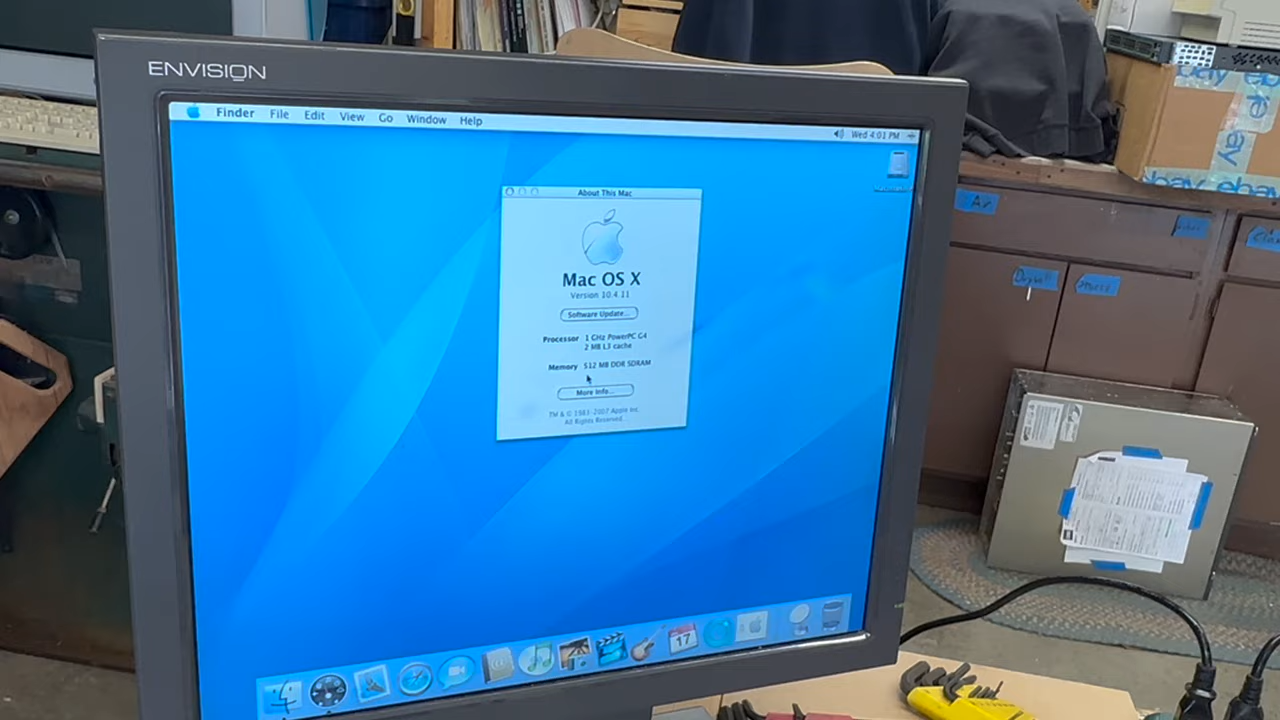 ENVISION
Finder File Edit View Go Window Help
Wed 4:01 PM
About This Mac
Mac OS X
Version 10.4.11
Software Update...
Processor 1 GHz PowerPC G4
2 MB L3 cache
Memory 512 MB DDR SDRAM
More Info...
TM & © 1983-2007 Apple Inc.
All Rights Reserved.
17
ebay
ebay
ebay